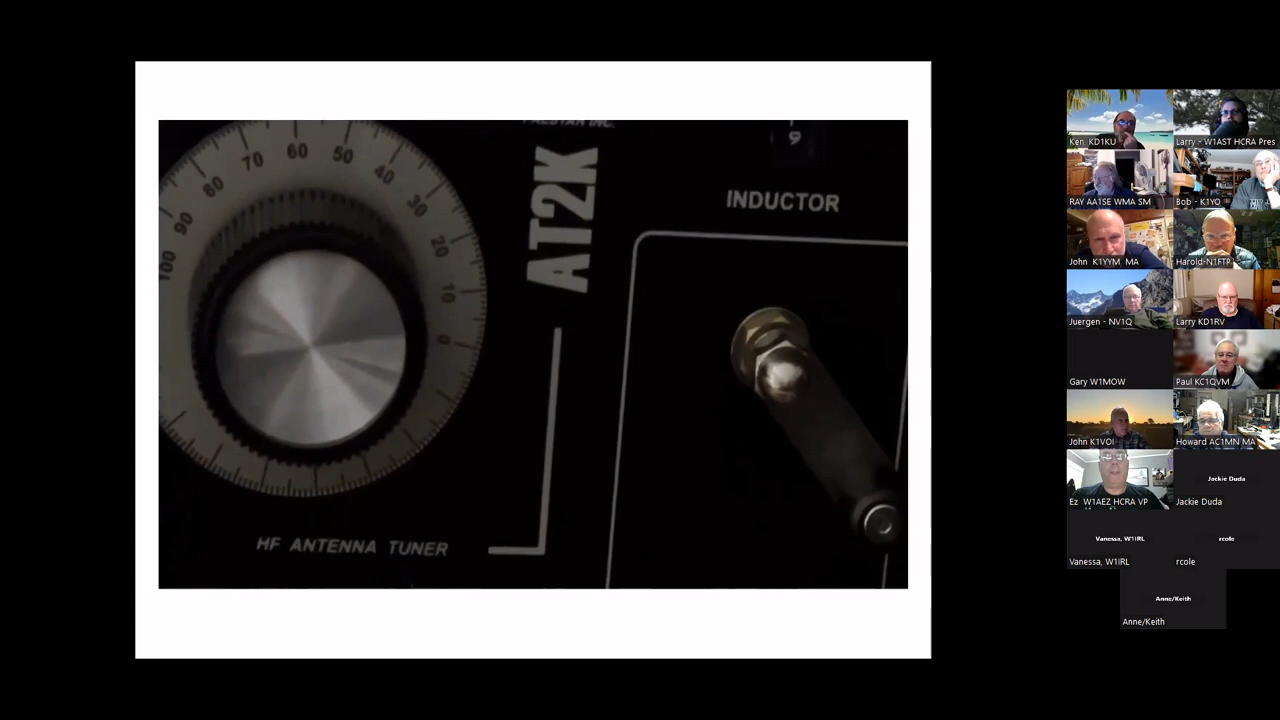 60
50
70
40
60
30
90
20
100
10
0
AT2K
HF ANTENNA TUNER
9
INDUCTOR
Ken KD1KU
Larry - W1AST HCRA Pres
RAY AA1SE WMA SM
Bob - K1YO
John K1YYM MA
Harold-N1FTP
Juergen - NV1Q
Larry KD1RV
Gary W1MOW
Paul KC1QVM
John K1VOI
Howard AC1MN MA
Ez W1AEZ HCRA VP
Jackie Duda
Jackie Duda
Vanessa, W1IRL
rcole
Vanessa, W1IRL
rcole
Anne/Keith
Anne/Keith